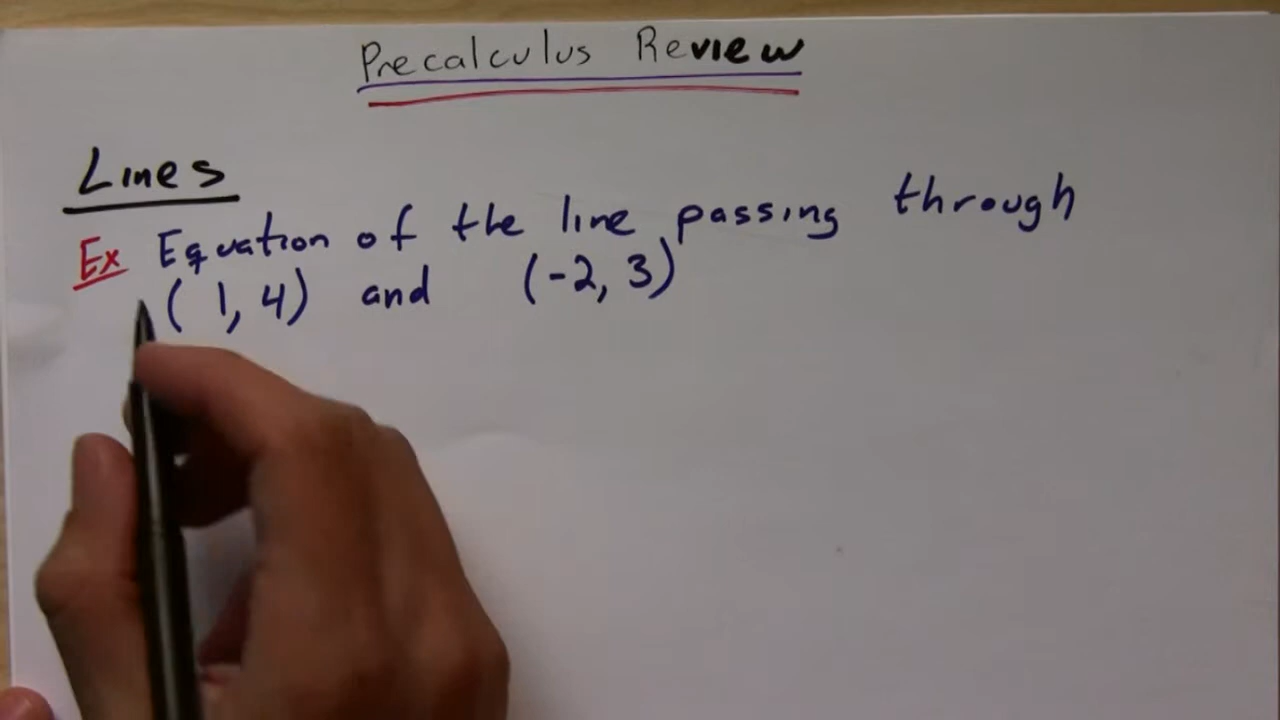 Precalculus Review
Lines
Ex Equation of the line passing through
(1, 4) and (-2, 3)